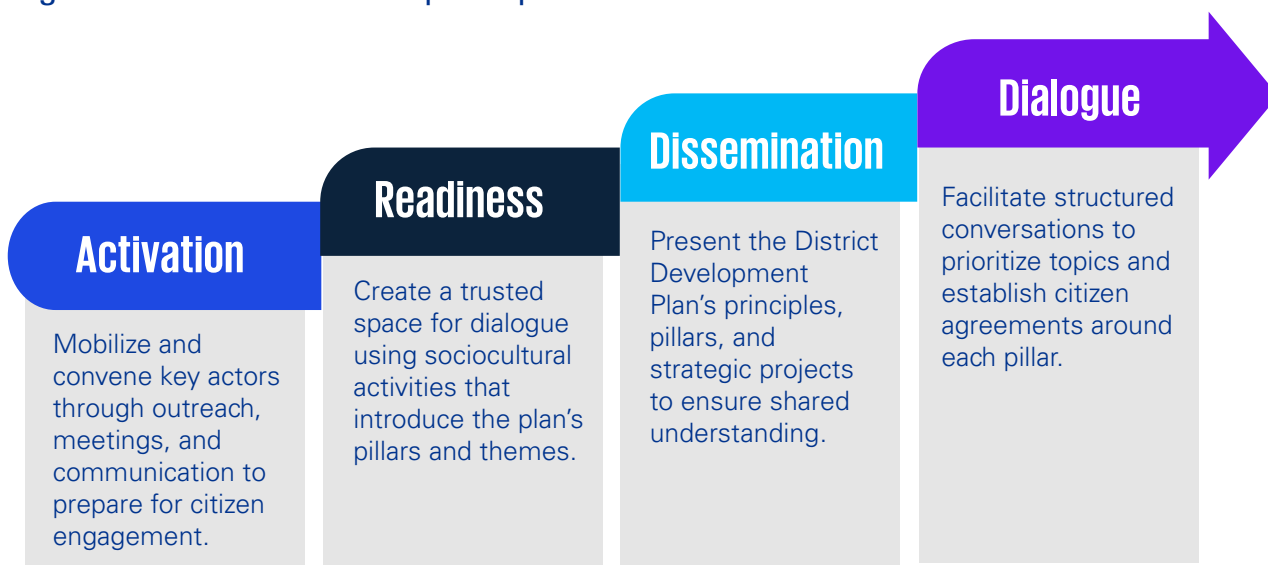 Activation
Mobilize and
convene key actors
through outreach,
meetings, and
communication to
prepare for citizen
engagement.
Readiness
Create a trusted
space for dialogue
using sociocultural
activities that
introduce the plan’s
pillars and themes.
Dissemination
Present the District
Development
Plan’s principles,
pillars, and
strategic projects
to ensure shared
understanding.
Dialogue
Facilitate structured
conversations to
prioritize topics and
establish citizen
agreements around
each pillar.